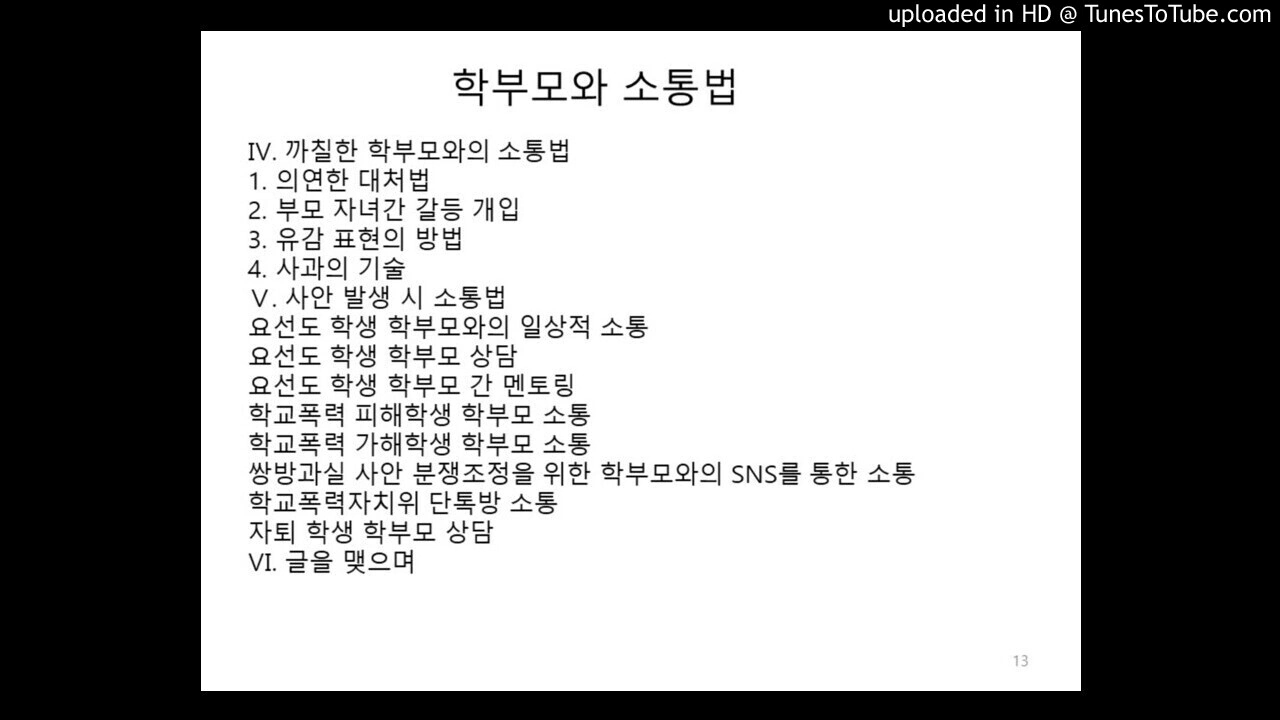 uploaded in HD @ TunesToTube.com
학부모와 소통법
IV. 까칠한 학부모와의 소통법
1. 의연한 대처법
2. 부모 자녀간 갈등 개입
3. 유감 표현의 방법
4. 사과의 기술
Ⅴ. 사안 발생 시 소통법
요선도 학생 학부모와의 일상적 소통
요선도 학생 학부모 상담
요선도 학생 학부모 간 멘토링
학교폭력 피해학생 학부모 소통
학교폭력 가해학생 학부모 소통
쌍방과실 사안 분쟁조정을 위한 학부모와의 SNS를 통한 소통
학교폭력자치위 단톡방 소통
자퇴 학생 학부모 상담
VI. 글을 맺으며
13